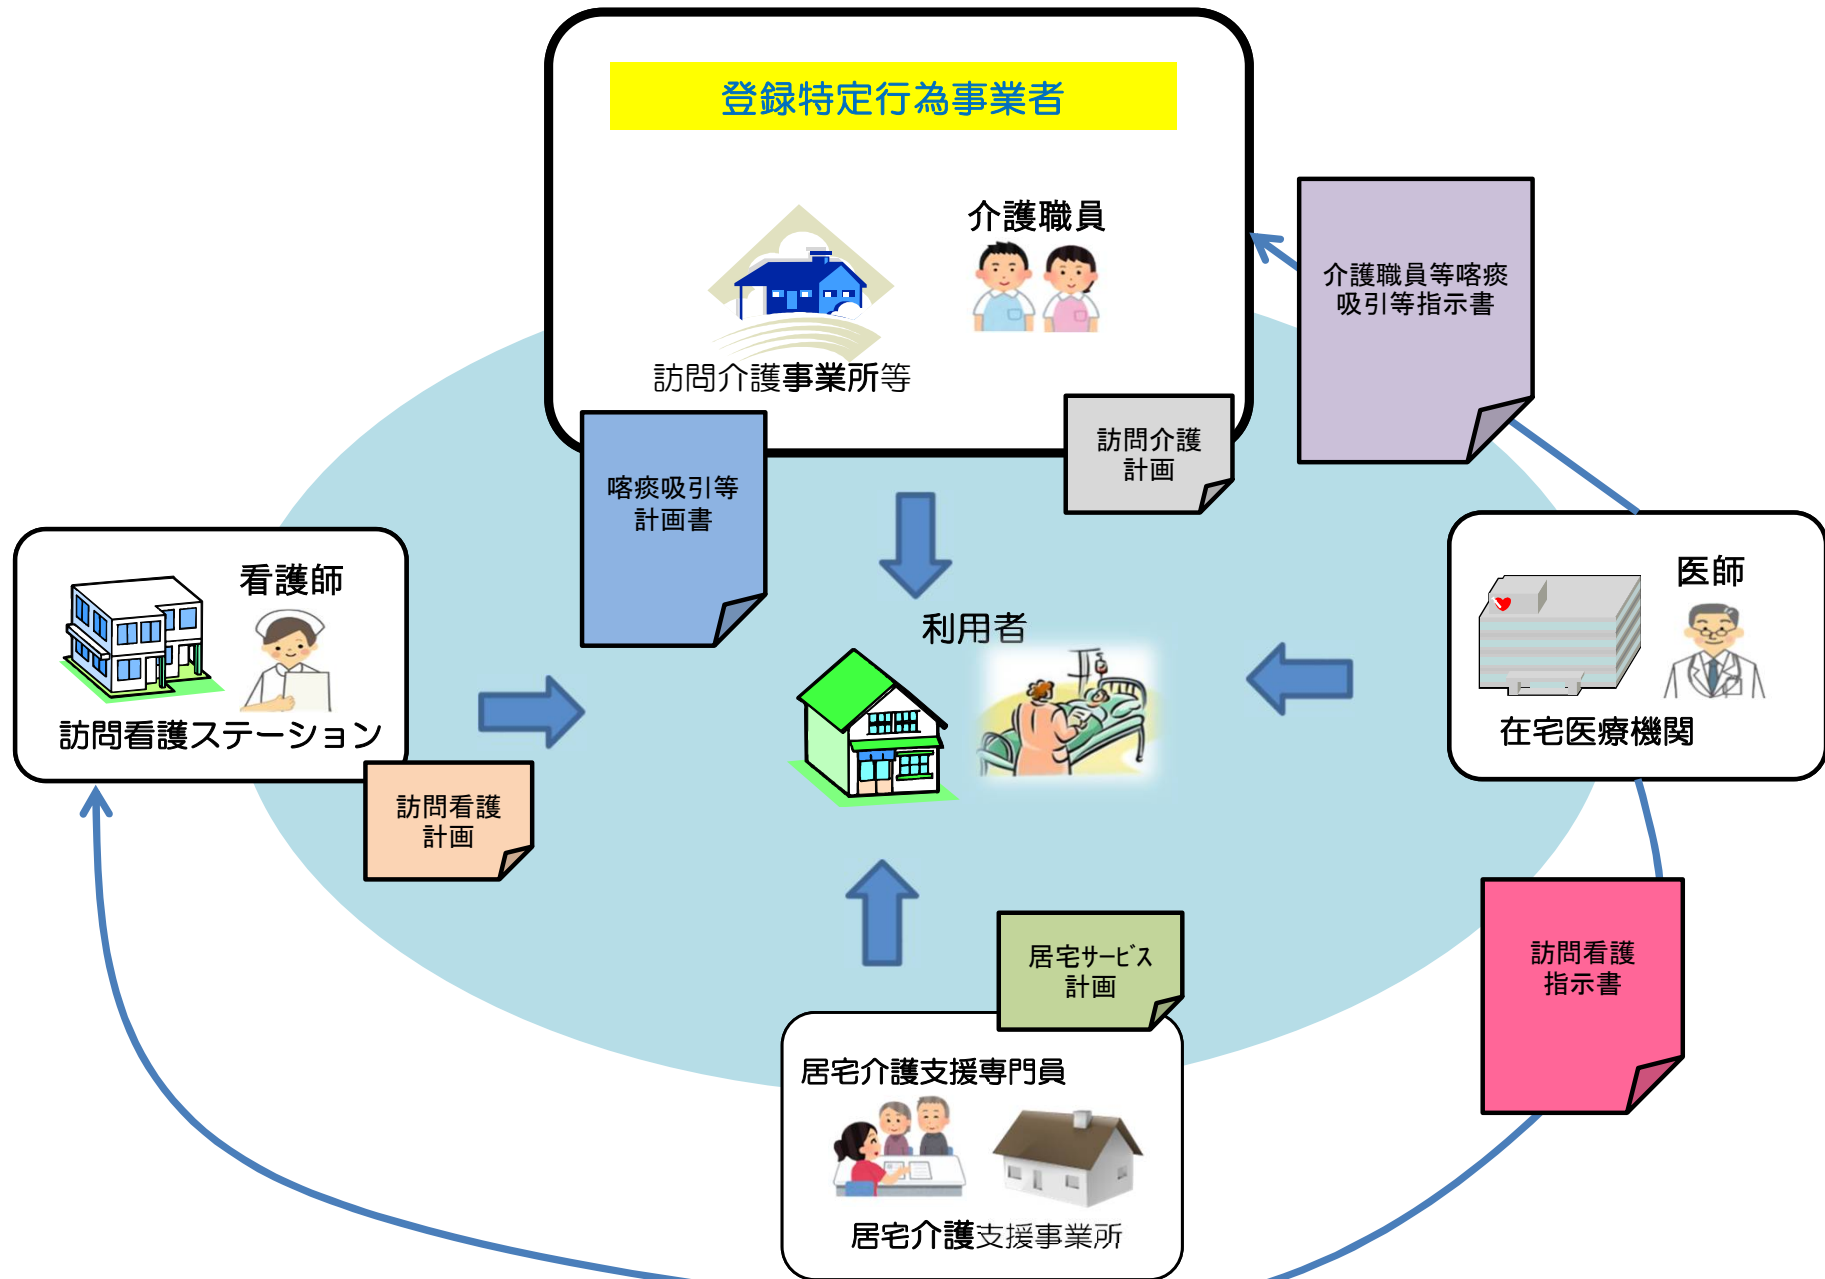 登録特定行為事業者
介護職員
訪問介護事業所等
介護職員等喀痰
吸引等指示書
訪問介護
計画
喀痰吸引等
計画書
看護師
訪問看護ステーション
訪問看護
計画
利用者
医師
在宅医療機関
居宅ｻｰﾋﾞｽ
計画
訪問看護
指示書
居宅介護支援専門員
居宅介護支援事業所